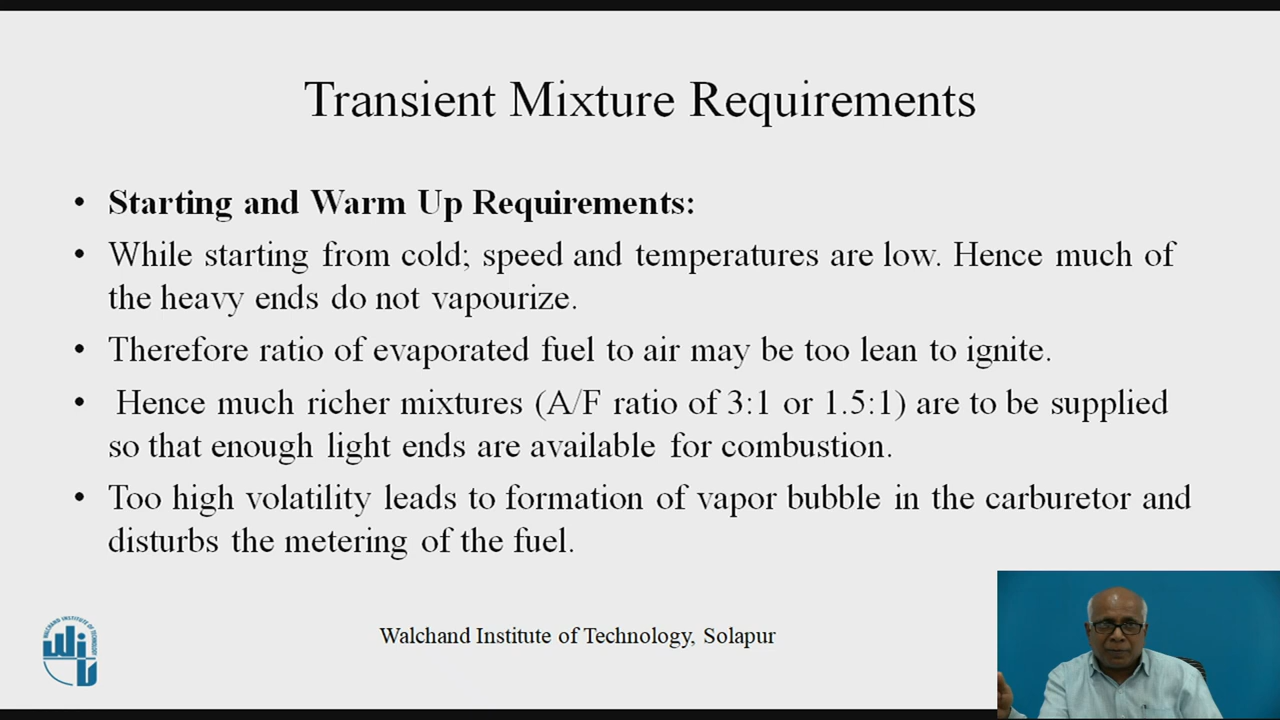 Transient Mixture Requirements
• Starting and Warm Up Requirements:
• While starting from cold; speed and temperatures are low. Hence much of
the heavy ends do not vapourize.
• Therefore ratio of evaporated fuel to air may be too lean to ignite.
• Hence much richer mixtures (A/F ratio of 3:1 or 1.5:1) are to be supplied
so that enough light ends are available for combustion.
• Too high volatility leads to formation of vapor bubble in the carburetor and
disturbs the metering of the fuel.
WALCHAND INSTITUTE OF TECHNOLOGY
Walchand Institute of Technology, Solapur